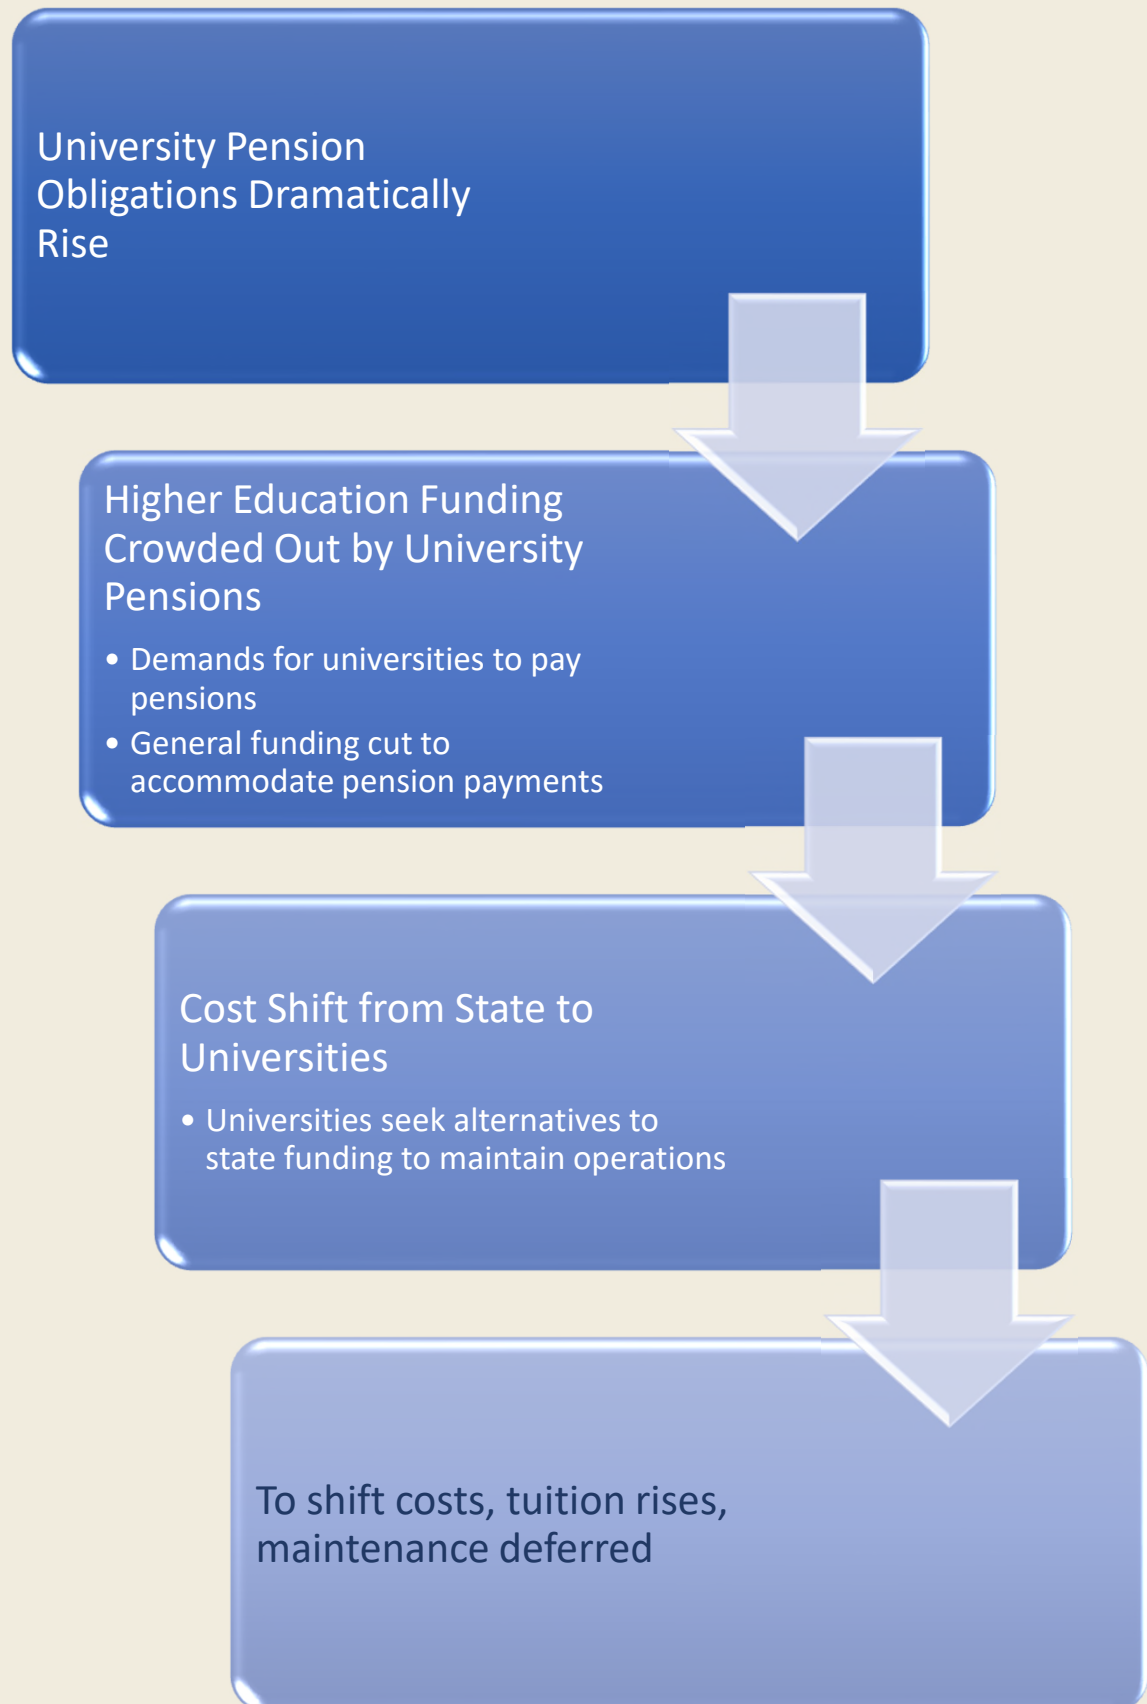 University Pension
Obligations Dramatically
Rise
Higher Education Funding
Crowded Out by University
Pensions
• Demands for universities to pay
pensions
• General funding cut to
accommodate pension payments
Cost Shift from State to
Universities
• Universities seek alternatives to
state funding to maintain operations
To shift costs, tuition rises,
maintenance deferred